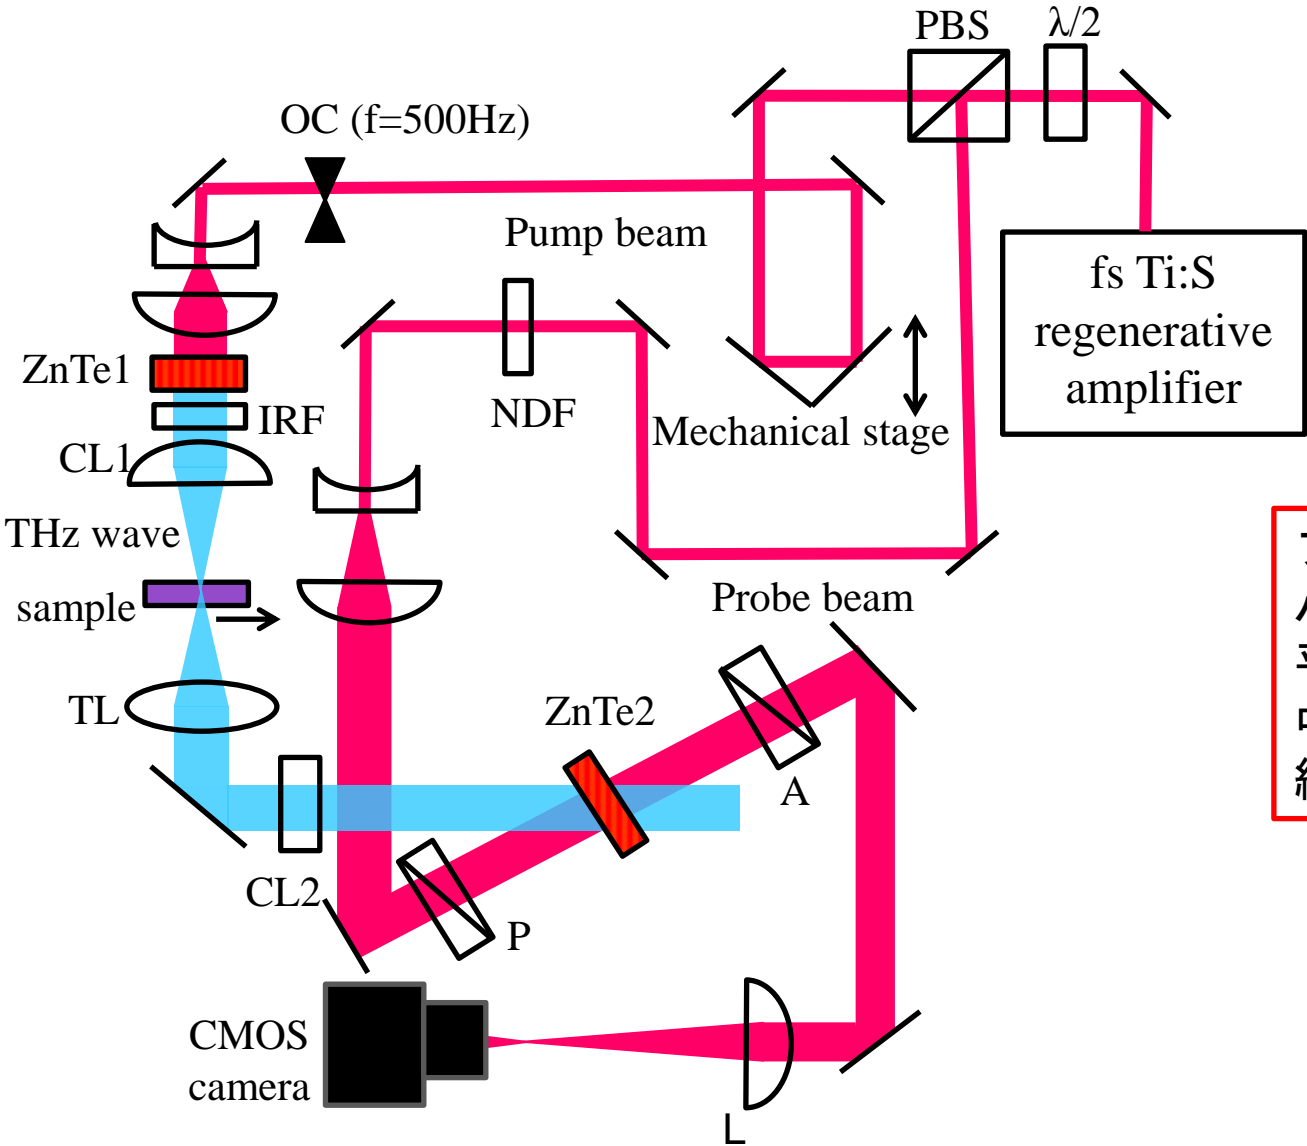 PBS
λ/2
OC (f=500Hz)
Pump beam
fs Ti:S
regenerative
amplifier
ZnTe1
IRF
NDF
Mechanical stage
CL1
THz wave
sample
Probe beam
TL
ZnTe2
A
CL2
P
CMOS
camera
L